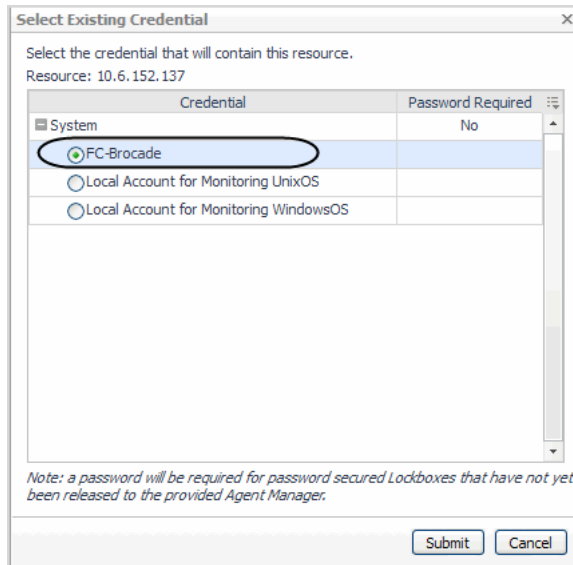 Select Existing Credential
Select the credential that will contain this resource.
Resource: 10.6.152.137
Credential Password Required
System No
FC-Brocade
Local Account for Monitoring UnixOS
Local Account for Monitoring WindowsOS
Note: a password will be required for password secured Lockboxes that have not yet
been released to the provided Agent Manager.
Submit Cancel